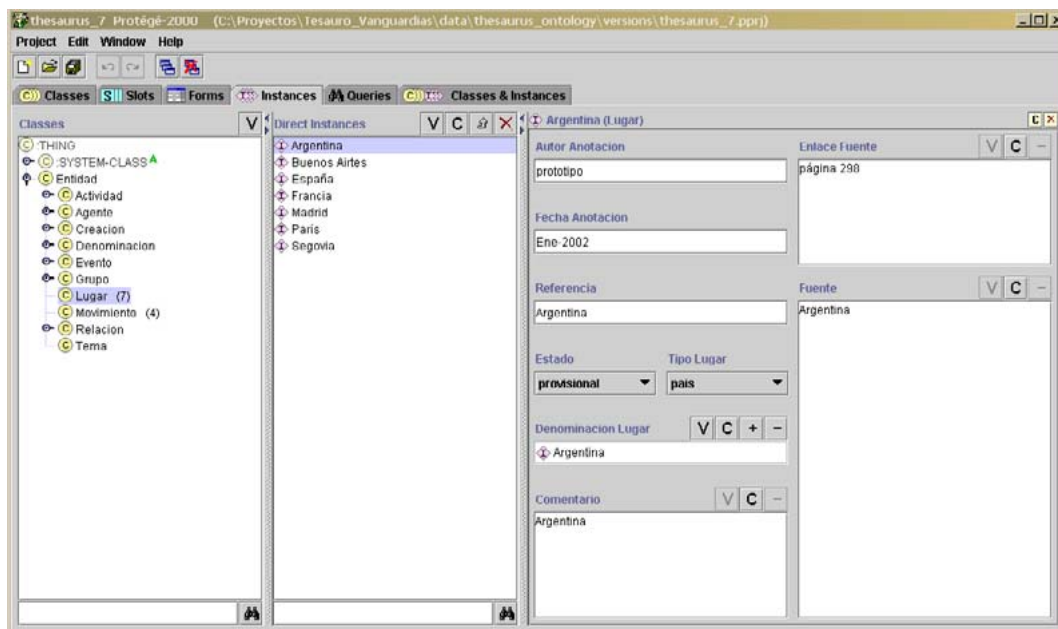 thesaurus_7 Protégé-2000 (C:\Proyectos\Tesauro_Vanguardias\data\thesaurus_ontology\versions\thesaurus_7.pprj)
Project Edit Window Help
Classes Slots Forms Instances Queries Classes & Instances
Classes V
:THING
:SYSTEM-CLASS A
Entidad
Actividad
Agente
Creacion
Denominacion
Evento
Grupo
Lugar (7)
Movimiento (4)
Relacion
Tema
Direct Instances V C
Argentina
Buenos Airtes
España
Francia
Madrid
Paris
Segovia
Argentina (Lugar)
Autor Anotacion
prototipo
Fecha Anotacion
Ene-2002
Referencia
Argentina
Estado Tipo Lugar
provisional pais
Denominacion Lugar V C + −
Argentina
Comentario V C −
Argentina
Enlace Fuente V C −
página 298
Fuente V C −
Argentina